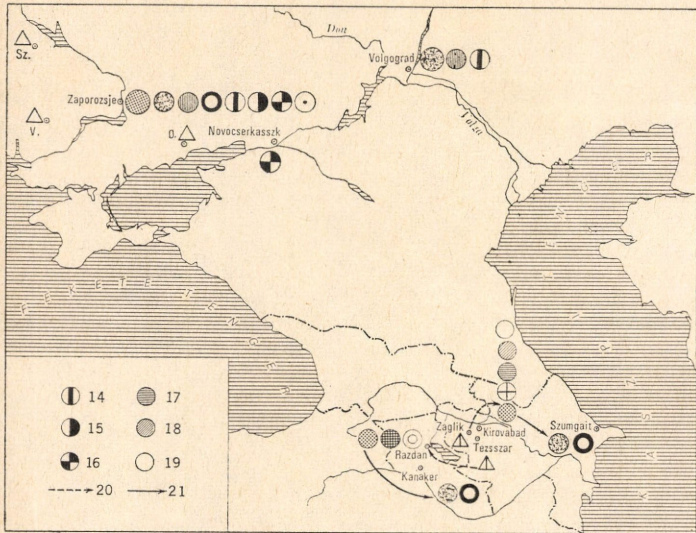 Don
Sz.
Volgograd
Zaporozsje
V.
O.
Novocserkasszk
Volga
FEKETE TENGER
KASZPI TENGER
14 17
15 18
16 19
20 21
Zaglik
Kirovabad
Szumgait
Tezsszar
Razdan
Kanaker